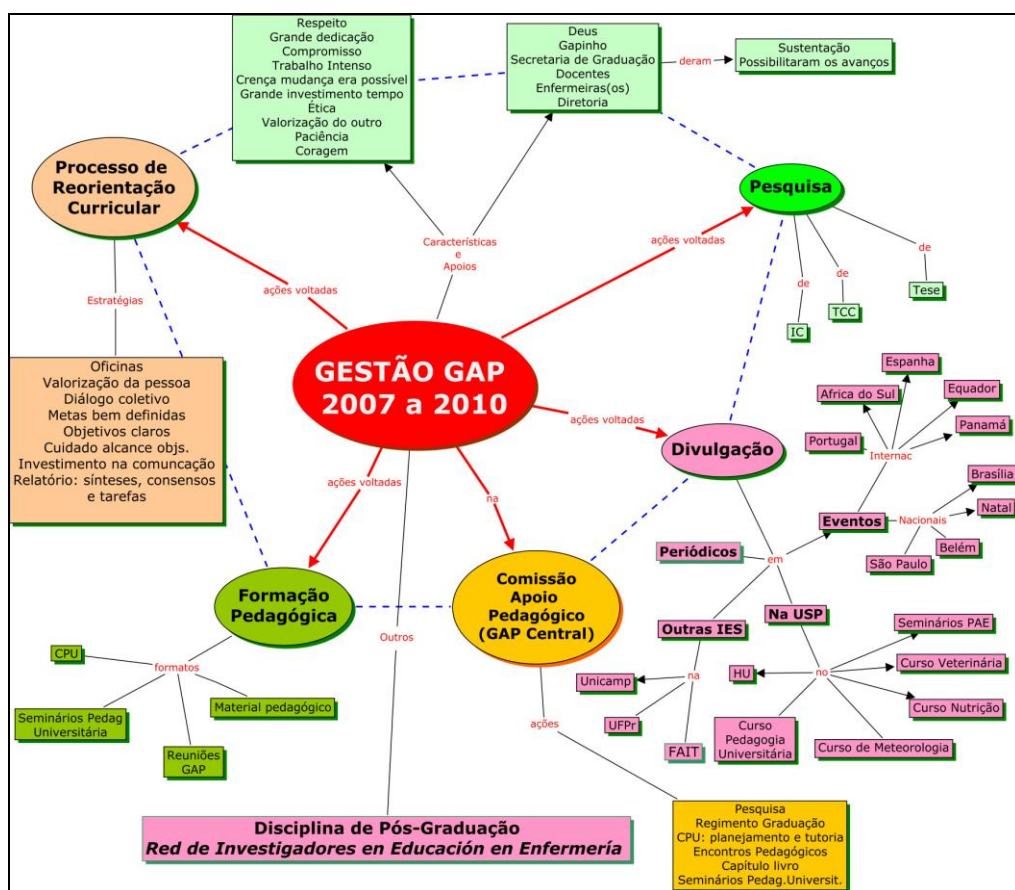 Respeito
Grande dedicação
Compromisso
Trabalho Intenso
Crença mudança era possível
Grande investimento tempo
Ética
Valorização do outro
Paciência
Coragem
Deus
Gapinho
Secretaria de Graduação
Docentes
Enfermeiras(os)
Diretoria
deram
Sustentação
Possibilitaram os avanços
Processo de
Reorientação
Curricular
Pesquisa
Características
e
Apoios
ações voltadas
ações voltadas
Estratégias
de
IC
de
TCC
de
Tese
GESTÃO GAP
2007 a 2010
Oficinas
Valorização da pessoa
Diálogo coletivo
Metas bem definidas
Objetivos claros
Cuidado alcance objs.
Investimento na comuncação
Relatório: sínteses, consensos
e tarefas
ações voltadas
Divulgação
ações voltadas
na
Espanha
Africa do Sul
Equador
Portugal
Panamá
Internac
Brasília
Eventos
Nacionais
Natal
São Paulo
Belém
Periódicos
em
Formação
Pedagógica
Comissão
Apoio
Pedagógico
(GAP Central)
Outras IES
Na USP
Outros
CPU
formatos
Seminários Pedag
Universitária
Reuniões
GAP
Material pedagógico
Unicamp
na
UFPr
FAIT
HU
no
Seminários PAE
Curso Veterinária
Curso Nutrição
Curso
Pedagogia
Universitária
Curso de Meteorologia
ações
Disciplina de Pós-Graduação
Red de Investigadores en Educación en Enfermería
Pesquisa
Regimento Graduação
CPU: planejamento e tutoria
Encontros Pedagógicos
Capítulo livro
Seminários Pedag.Universit.